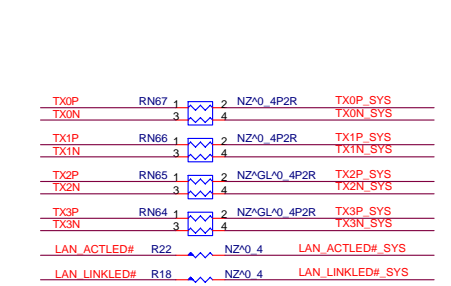 TX0P RN67 1 2 NZ^0_4P2R TX0P_SYS
TX0N 3 4 TX0N_SYS
TX1P RN66 1 2 NZ^0_4P2R TX1P_SYS
TX1N 3 4 TX1N_SYS
TX2P RN65 1 2 NZ^GL^0_4P2R TX2P_SYS
TX2N 3 4 TX2N_SYS
TX3P RN64 1 2 NZ^GL^0_4P2R TX3P_SYS
TX3N 3 4 TX3N_SYS
LAN_ACTLED# R22 NZ^0_4 LAN_ACTLED#_SYS
LAN_LINKLED# R18 NZ^0_4 LAN_LINKLED#_SYS